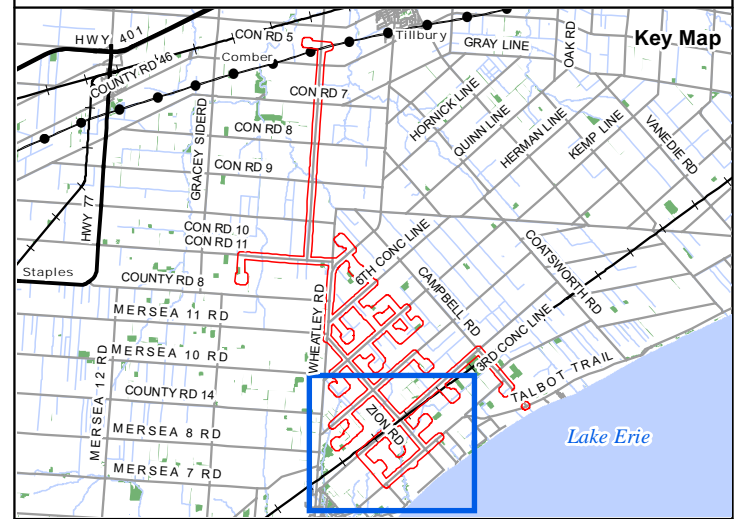 Key Map
HWY 401
CON RD 5
Tillbury
GRAY LINE
OAK RD
COUNTY RD 46
Comber
CON RD 7
HORNICK LINE
QUINN LINE
HERMAN LINE
KEMP LINE
VANEDIE RD
GRACEY SIDERD
CON RD 8
CON RD 9
HWY 77
CON RD 10
CON RD 11
6TH CONC LINE
COATSWORTH RD
Staples
COUNTY RD 8
CAMPBELL RD
WHEATLEY RD
MERSEA 11 RD
3RD CONC LINE
MERSEA 10 RD
MERSEA 12 RD
COUNTY RD 14
TALBOT TRAIL
ZION RD
MERSEA 8 RD
Lake Erie
MERSEA 7 RD